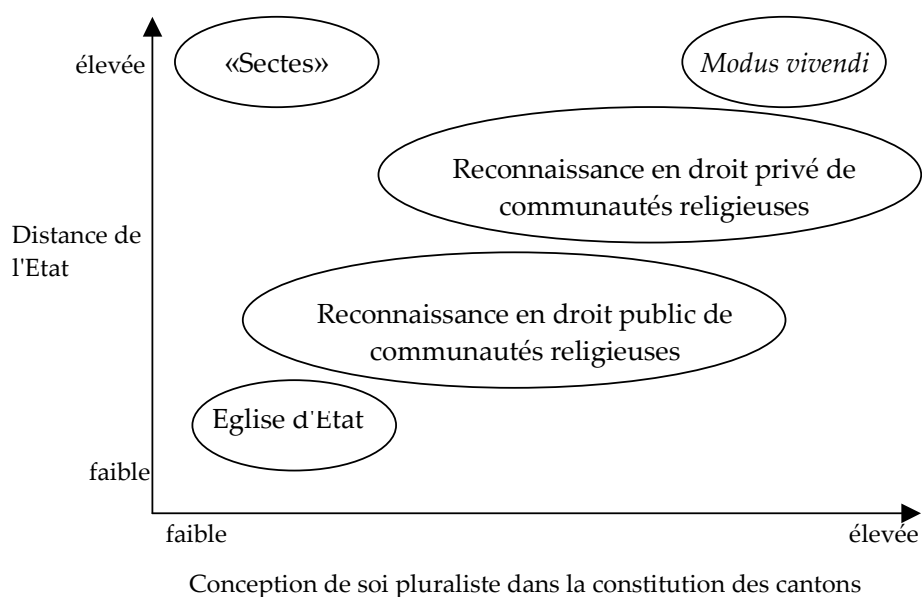 élevée
«Sectes»
Modus vivendi
Reconnaissance en droit privé de
communautés religieuses
Distance de
l'Etat
Reconnaissance en droit public de
communautés religieuses
Eglise d'Etat
faible
faible
élevée
Conception de soi pluraliste dans la constitution des cantons